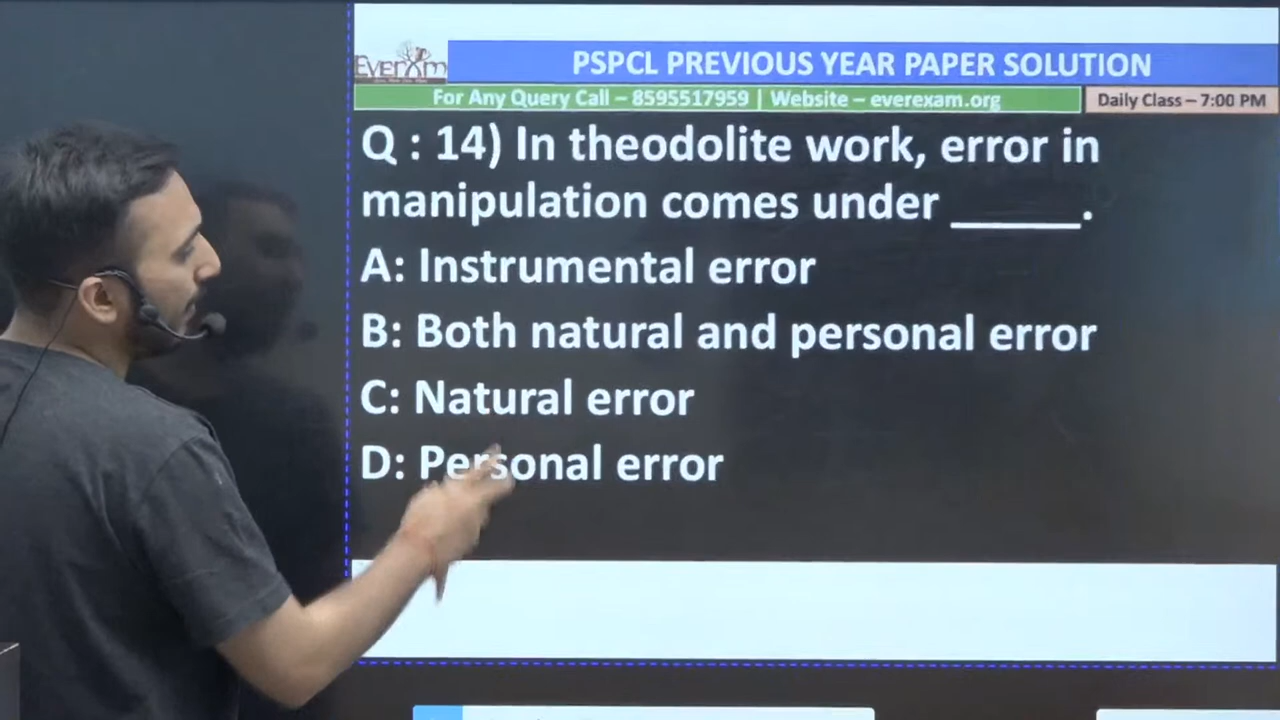 EVEREXAM
PSPCL PREVIOUS YEAR PAPER SOLUTION
For Any Query Call – 8595517959 | Website – everexam.org
Daily Class – 7:00 PM
Q : 14) In theodolite work, error in
manipulation comes under _____.
A: Instrumental error
B: Both natural and personal error
C: Natural error
D: Personal error